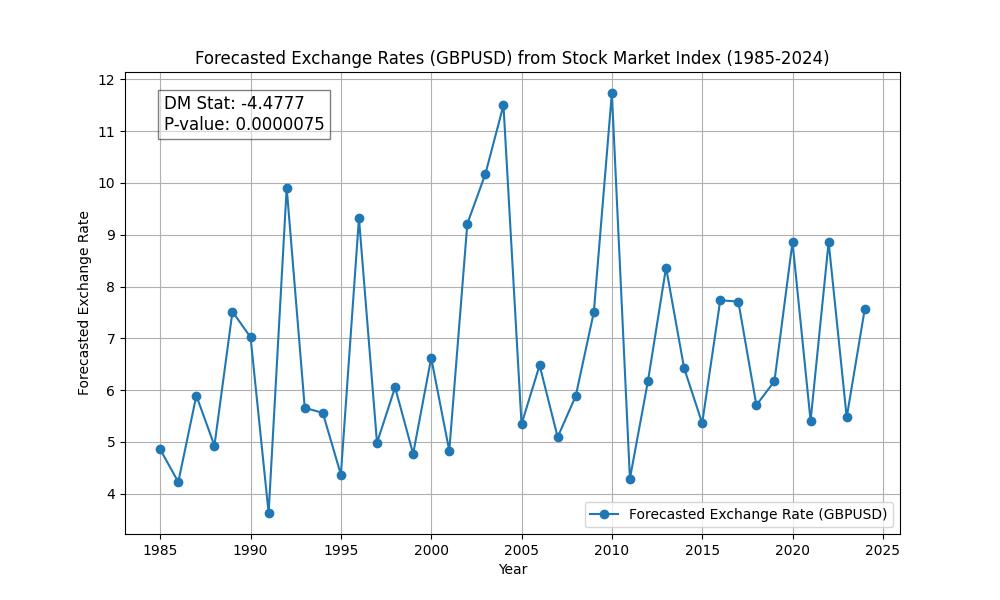 Forecasted Exchange Rates (GBPUSD) from Stock Market Index (1985-2024)
DM Stat: -4.4777
P-value: 0.0000075
Forecasted Exchange Rate
12
11
10
9
8
7
6
5
4
Forecasted Exchange Rate (GBPUSD)
1985 1990 1995 2000 2005 2010 2015 2020 2025
Year